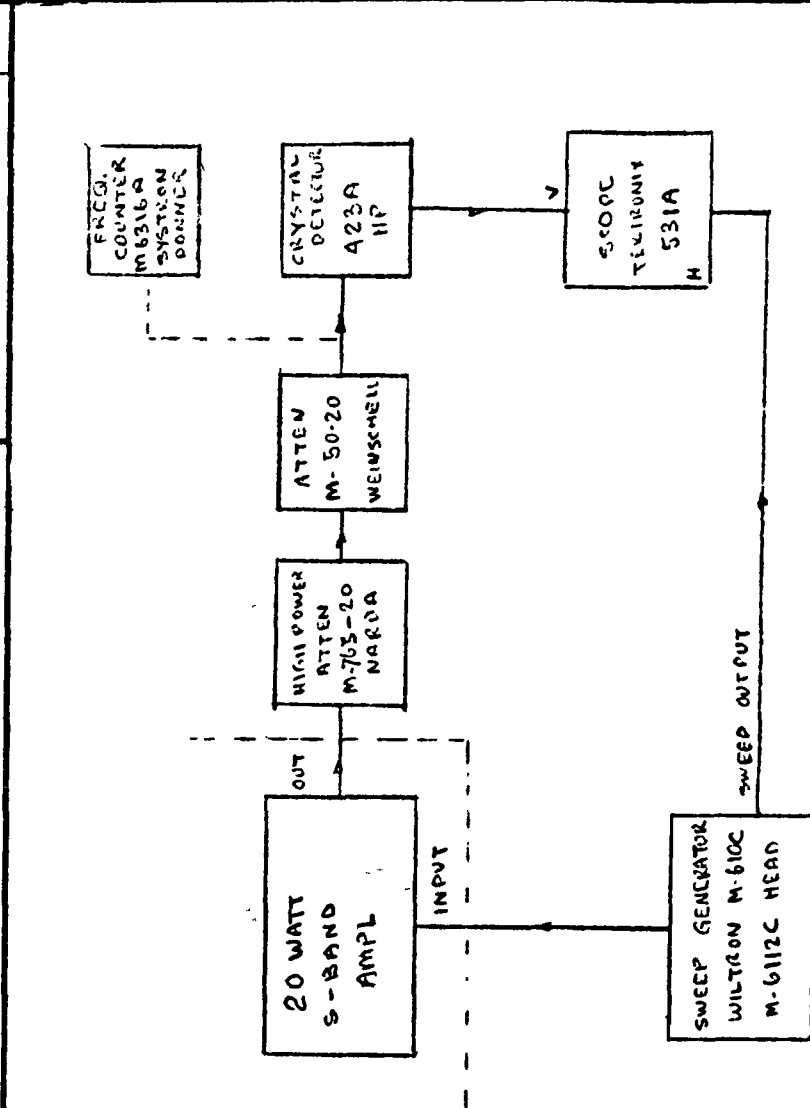 FREQ.
COUNTER
M6316A
SYSTRON
DONNER
CRYSTAL
DETECTOR
423A
HP
V
SCOPE
TEKTRONIX
531A
H
ATTEN
M-50-20
WEINSCHELL
HIGH POWER
ATTEN
M-765-20
NARDA
OUT
20 WATT
S-BAND
AMPL
INPUT
SWEEP OUTPUT
SWEEP GENERATOR
WILTRON M-610C
M-6112C HEAD